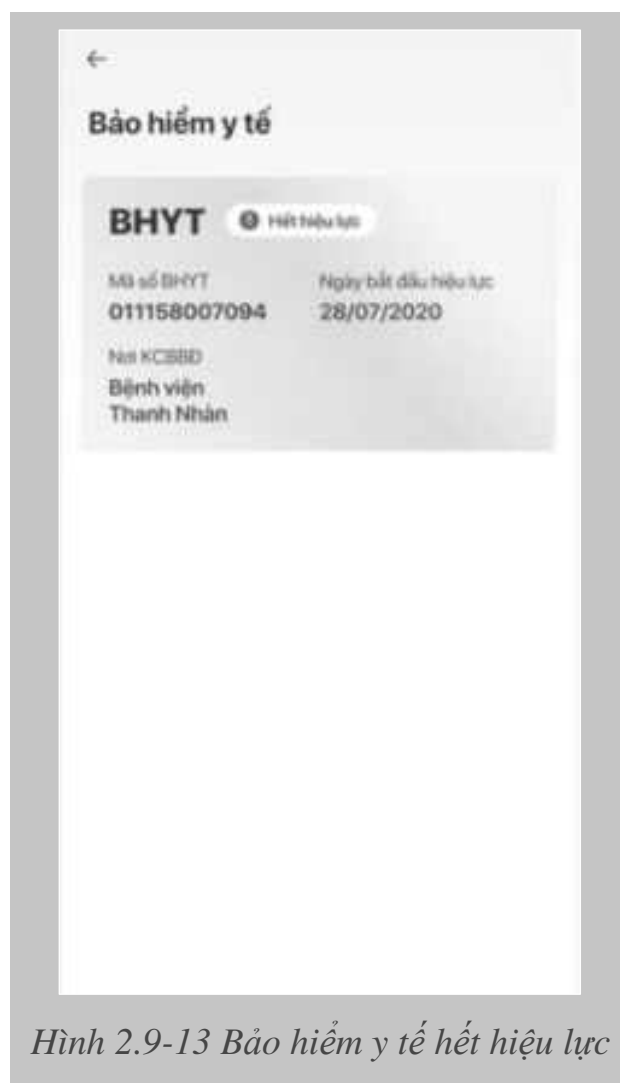 Bảo hiểm y tế
BHYT Hết hiệu lực
Mã số BHYT Ngày bắt đầu hiệu lực
011158007094 28/07/2020
Nơi KCBBĐ
Bệnh viện
Thanh Nhàn
Hình 2.9-13 Bảo hiểm y tế hết hiệu lực